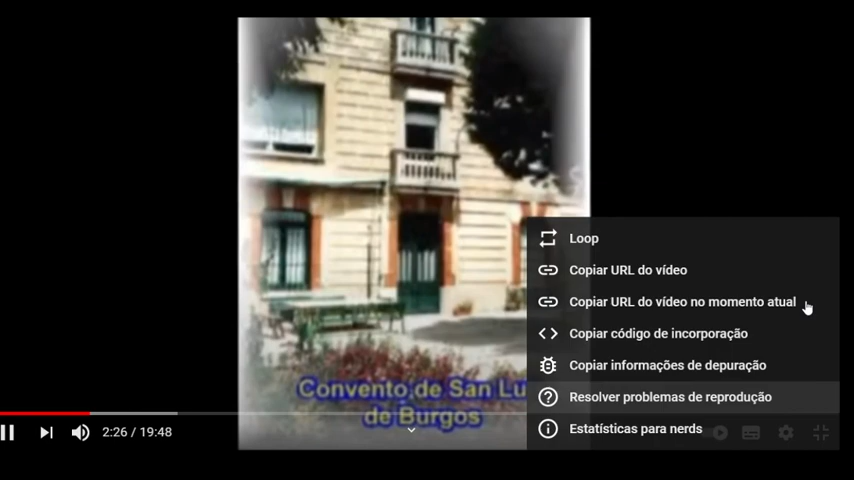 Loop
Copiar URL do vídeo
Copiar URL do vídeo no momento atual
Copiar código de incorporação
Copiar informações de depuração
Resolver problemas de reprodução
Estatísticas para nerds
Convento de San
de Burgos
2:26 / 19:48